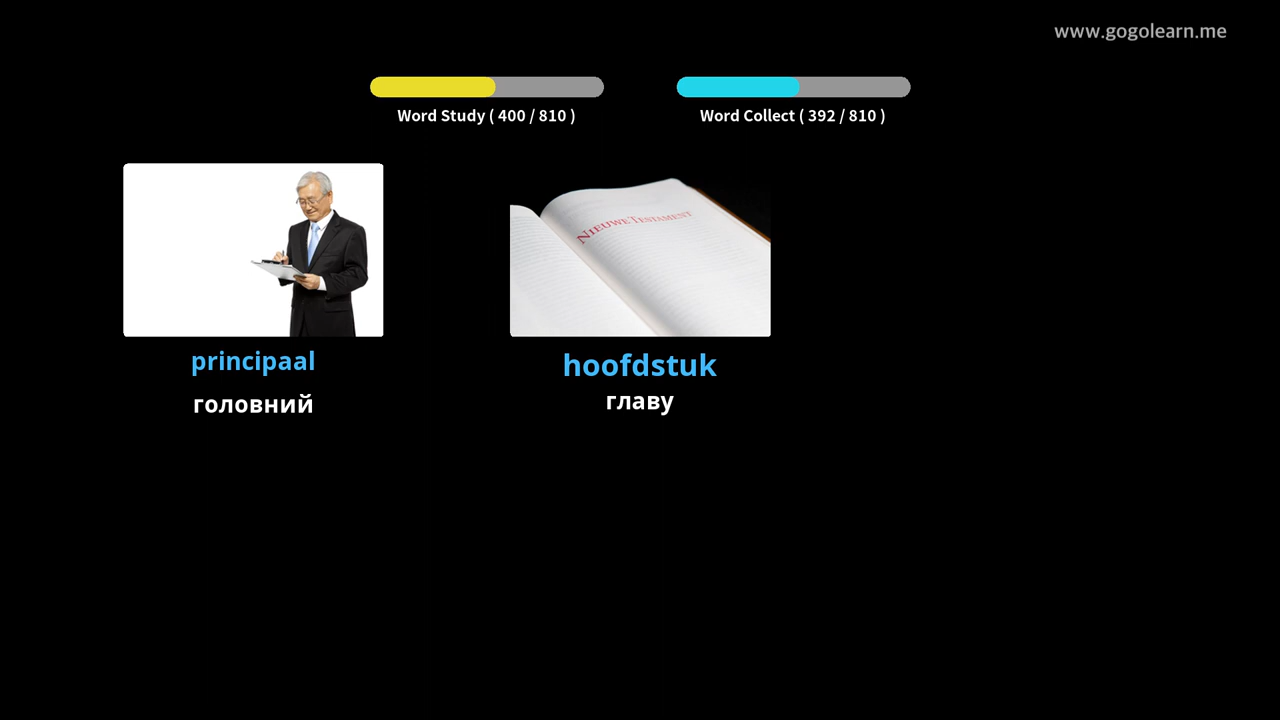 www.gogolearn.me
Word Study ( 400 / 810 )
Word Collect ( 392 / 810 )
NIEUWE TESTAMENT
principaal
головний
hoofdstuk
главу